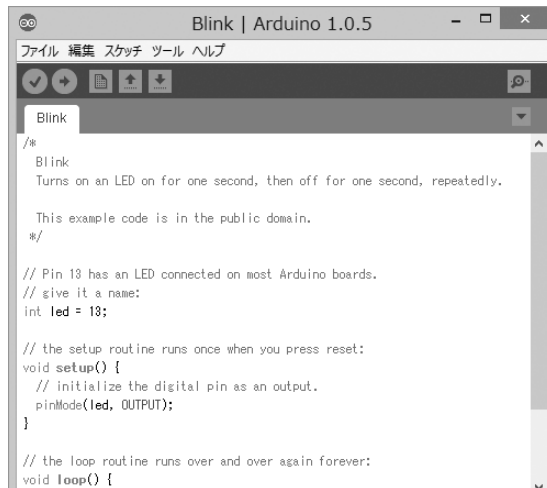 Blink | Arduino 1.0.5
ファイル 編集 スケッチ ツール ヘルプ
Blink
/*
  Blink
  Turns on an LED on for one second, then off for one second, repeatedly.

  This example code is in the public domain.
 */

// Pin 13 has an LED connected on most Arduino boards.
// give it a name:
int led = 13;

// the setup routine runs once when you press reset:
void setup() {
  // initialize the digital pin as an output.
  pinMode(led, OUTPUT);
}

// the loop routine runs over and over again forever:
void loop() {